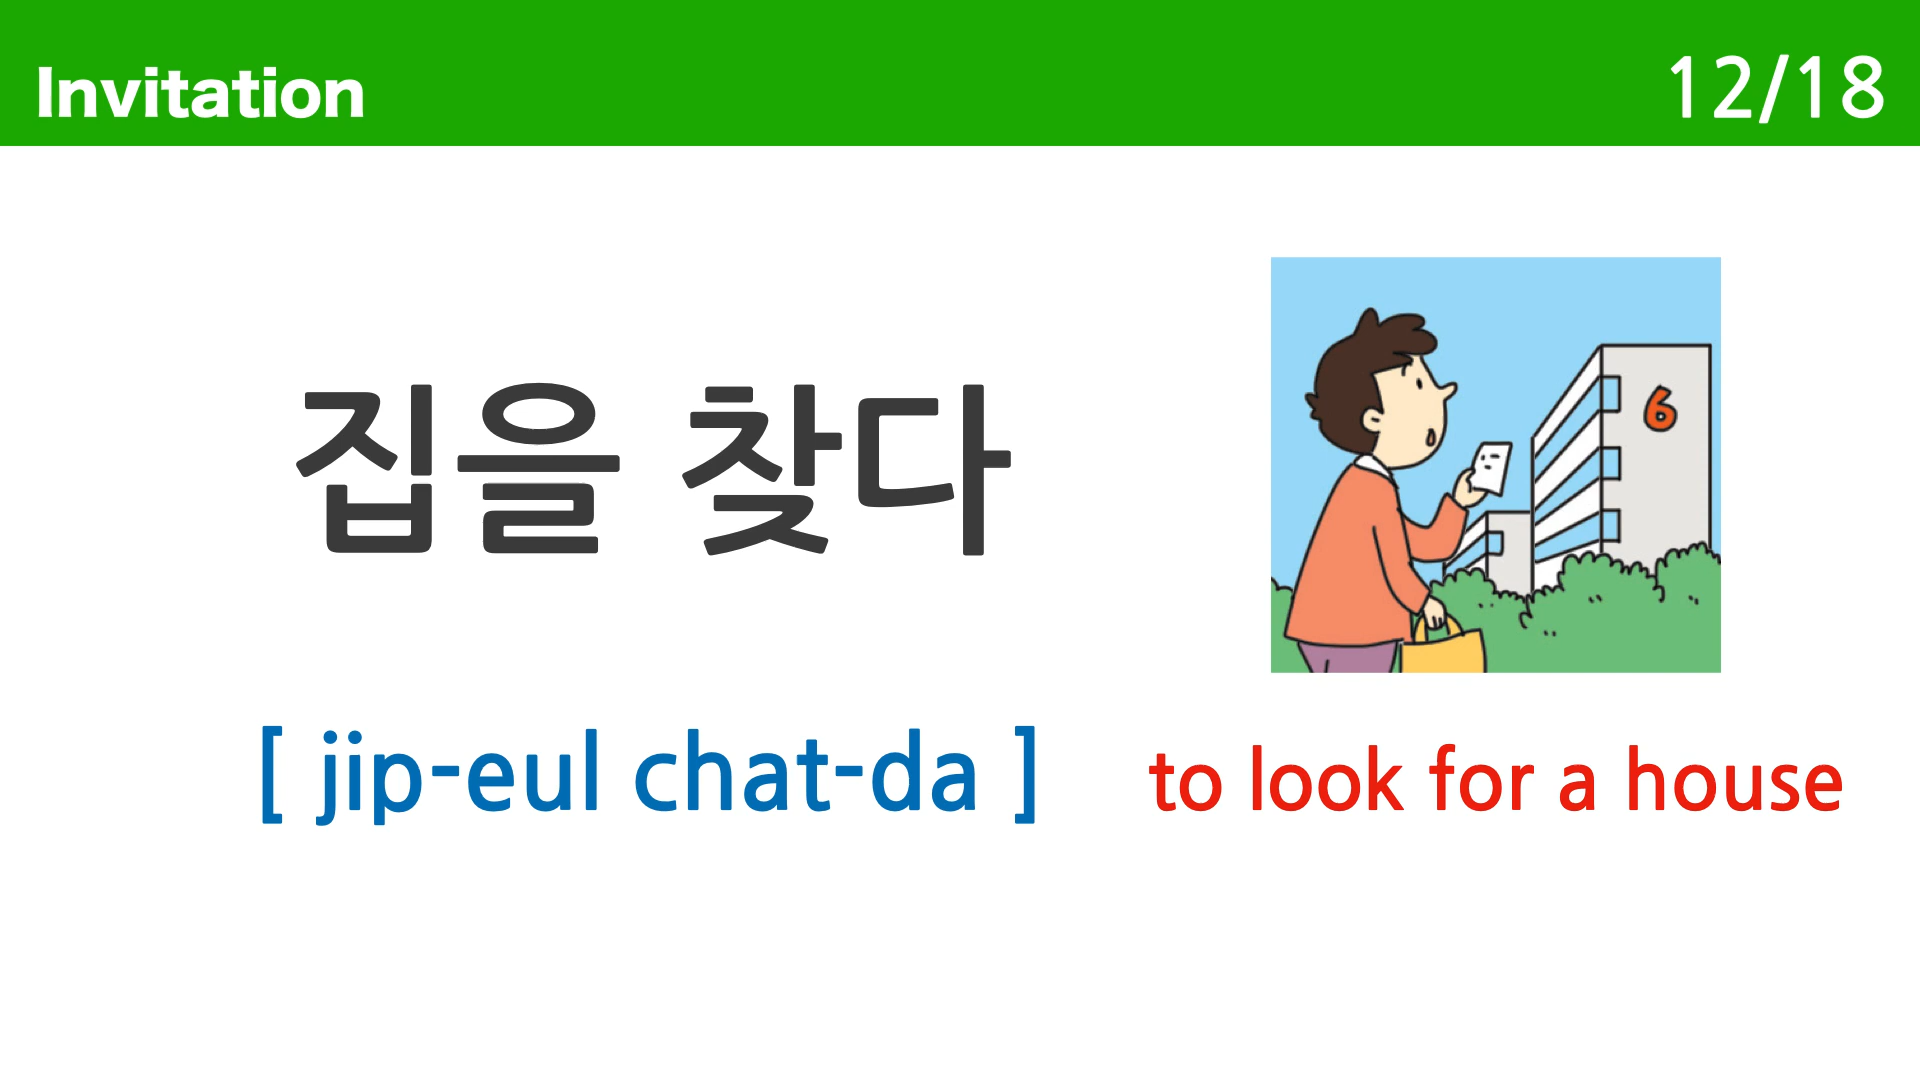 Invitation
12/18
집을 찾다
6
[ jip-eul chat-da ]
to look for a house